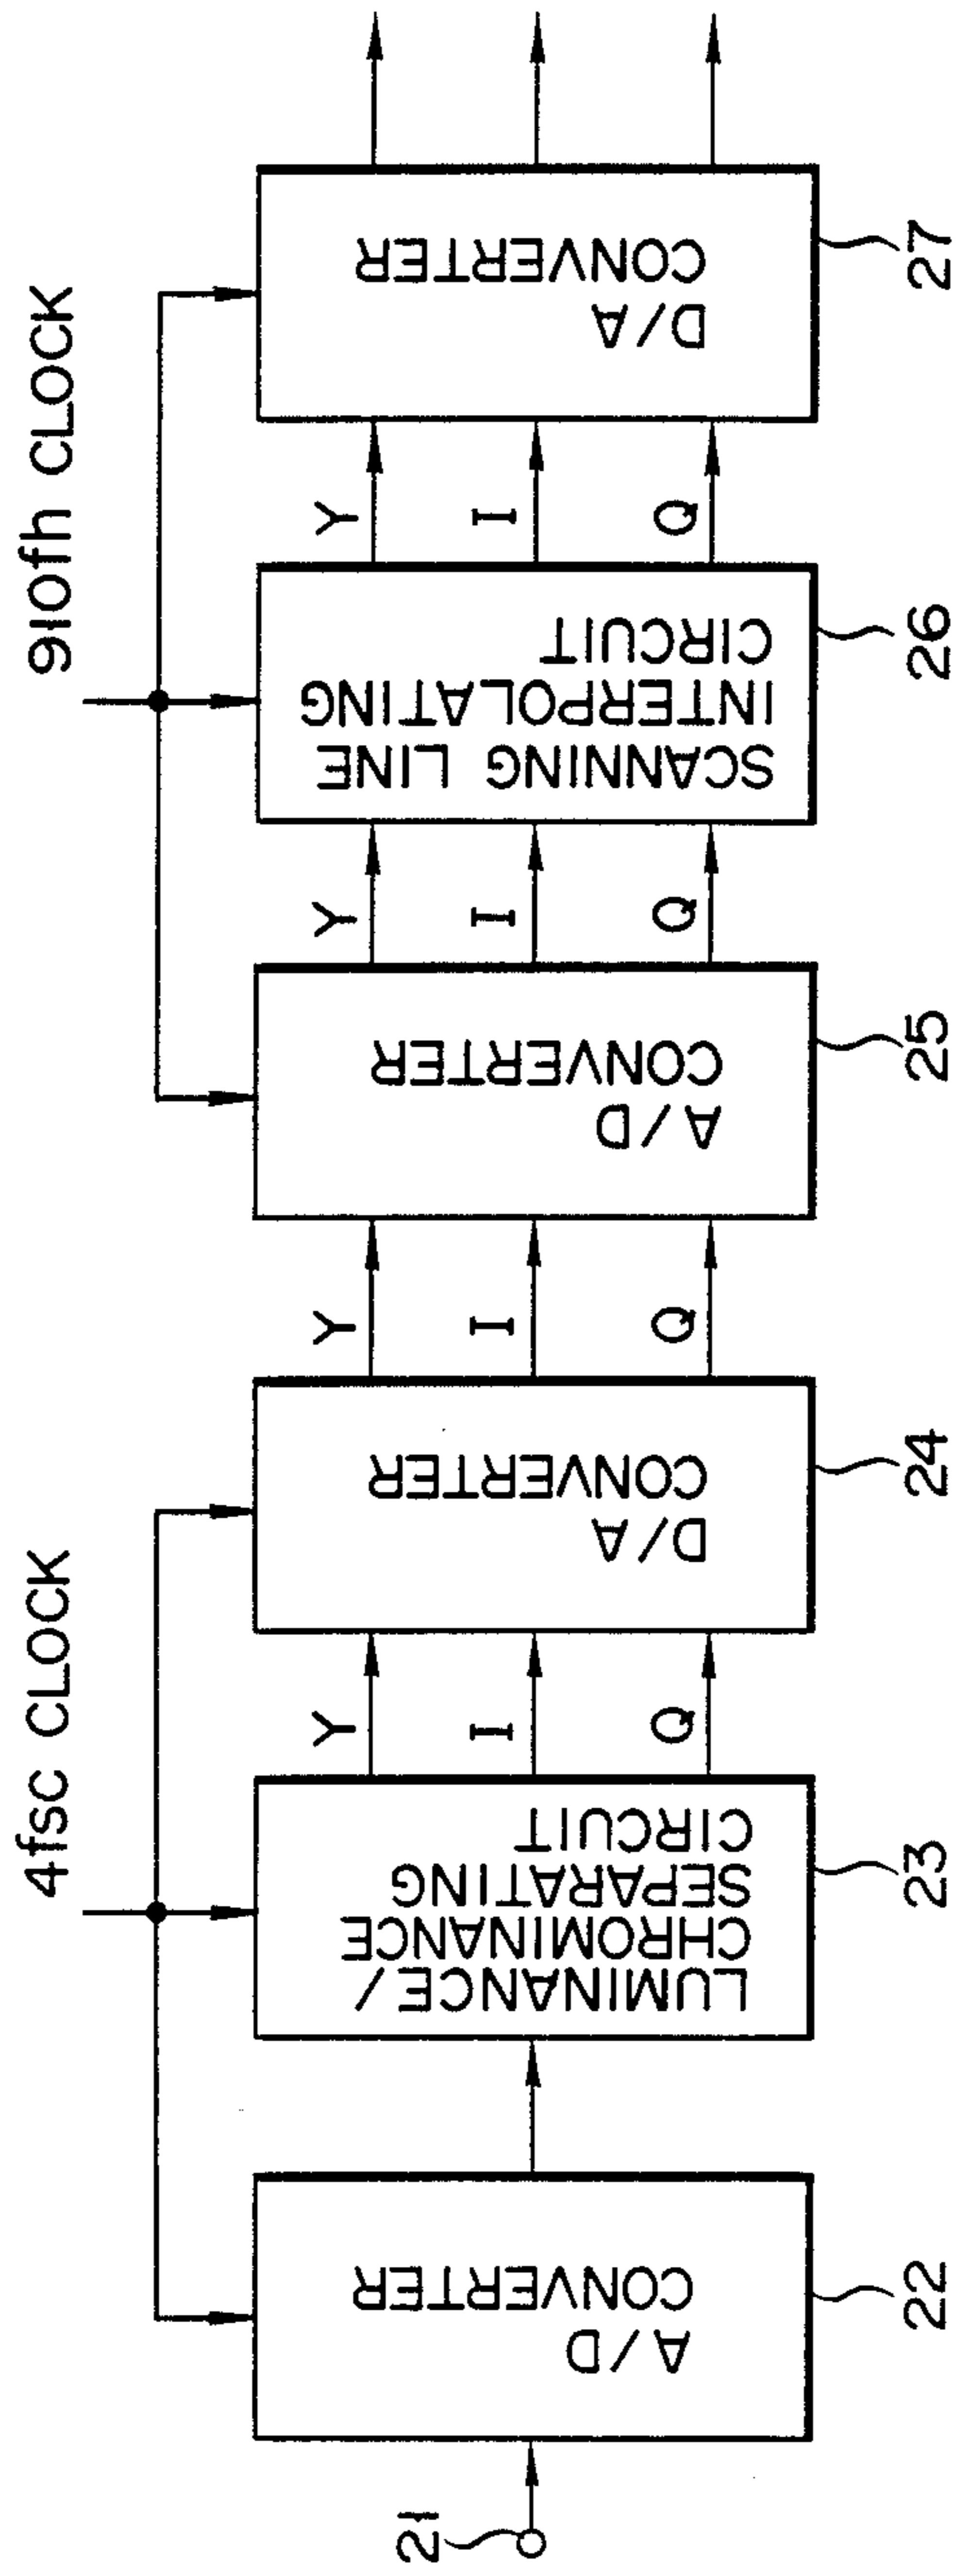 4fsc CLOCK
910fh CLOCK
21
A/D
CONVERTER
22
LUMINANCE/
CHROMINANCE
SEPARATING
CIRCUIT
23
Y
I
Q
D/A
CONVERTER
24
Y
I
Q
A/D
CONVERTER
25
Y
I
Q
SCANNING LINE
INTERPOLATING
CIRCUIT
26
Y
I
Q
D/A
CONVERTER
27